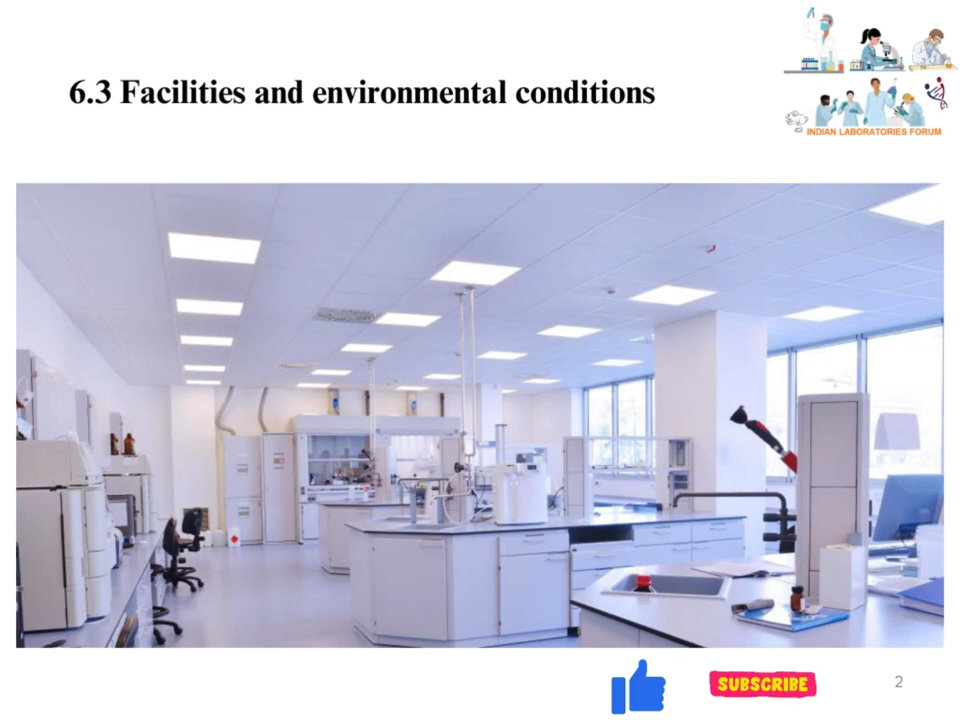 6.3 Facilities and environmental conditions
INDIAN LABORATORIES FORUM
SUBSCRIBE
2